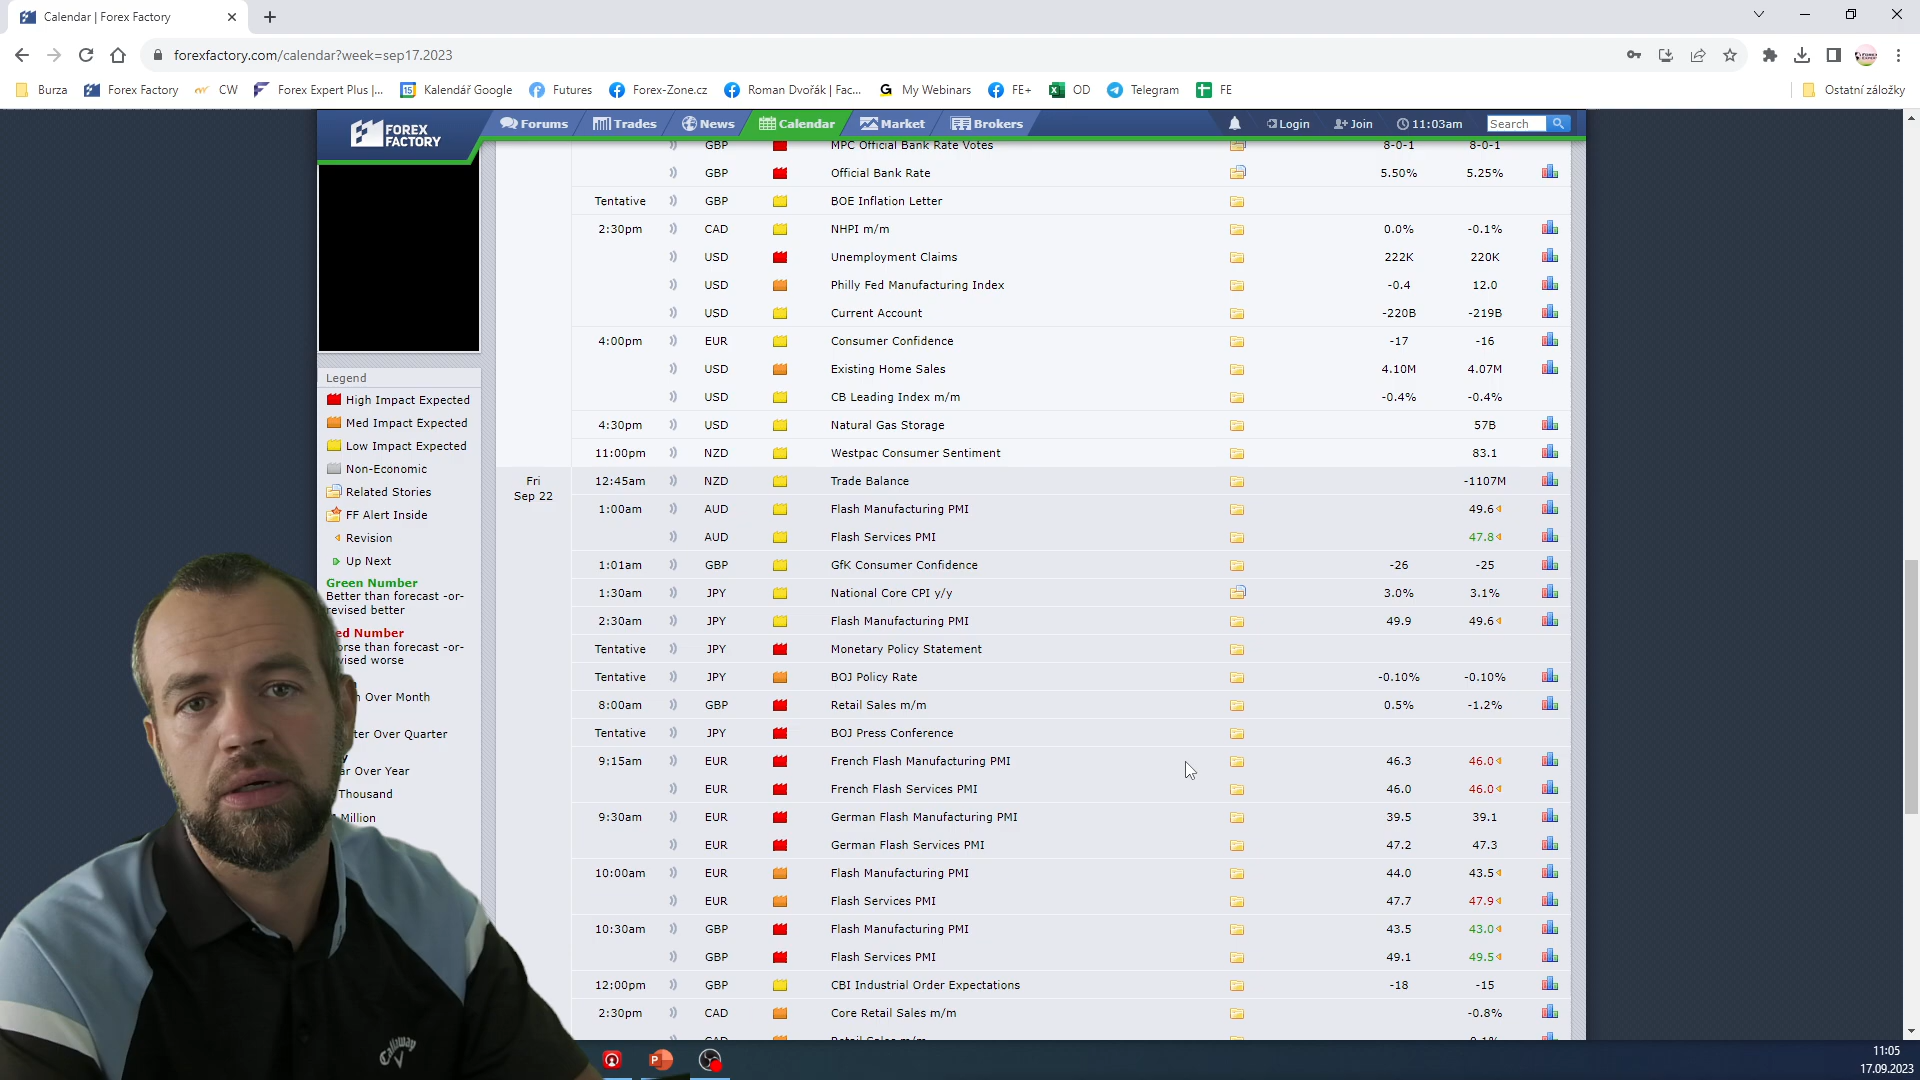 Calendar | Forex Factory
forexfactory.com/calendar?week=sep17.2023
Burza Forex Factory CW Forex Expert Plus |... Kalendář Google Futures Forex-Zone.cz Roman Dvořák | Fac... My Webinars FE+ OD Telegram FE Ostatní záložky
FOREX FACTORY Forums Trades News Calendar Market Brokers Login Join 11:03am Search
GBP MPC Official Bank Rate Votes 8-0-1 8-0-1
GBP Official Bank Rate 5.50% 5.25%
Tentative GBP BOE Inflation Letter
2:30pm CAD NHPI m/m 0.0% -0.1%
USD Unemployment Claims 222K 220K
USD Philly Fed Manufacturing Index -0.4 12.0
USD Current Account -220B -219B
4:00pm EUR Consumer Confidence -17 -16
USD Existing Home Sales 4.10M 4.07M
USD CB Leading Index m/m -0.4% -0.4%
4:30pm USD Natural Gas Storage 57B
11:00pm NZD Westpac Consumer Sentiment 83.1
Fri Sep 22 12:45am NZD Trade Balance -1107M
1:00am AUD Flash Manufacturing PMI 49.6
AUD Flash Services PMI 47.8
1:01am GBP GfK Consumer Confidence -26 -25
1:30am JPY National Core CPI y/y 3.0% 3.1%
2:30am JPY Flash Manufacturing PMI 49.9 49.6
Tentative JPY Monetary Policy Statement
Tentative JPY BOJ Policy Rate -0.10% -0.10%
8:00am GBP Retail Sales m/m 0.5% -1.2%
Tentative JPY BOJ Press Conference
9:15am EUR French Flash Manufacturing PMI 46.3 46.0
EUR French Flash Services PMI 46.0 46.0
9:30am EUR German Flash Manufacturing PMI 39.5 39.1
EUR German Flash Services PMI 47.2 47.3
10:00am EUR Flash Manufacturing PMI 44.0 43.5
EUR Flash Services PMI 47.7 47.9
10:30am GBP Flash Manufacturing PMI 43.5 43.0
GBP Flash Services PMI 49.1 49.5
12:00pm GBP CBI Industrial Order Expectations -18 -15
2:30pm CAD Core Retail Sales m/m -0.8%
Legend
High Impact Expected
Med Impact Expected
Low Impact Expected
Non-Economic
Related Stories
FF Alert Inside
Revision
Up Next
Green Number
Better than forecast -or-
revised better
ed Number
orse than forecast -or-
vised worse
Over Month
ter Over Quarter
ar Over Year
Thousand
Million
Callaway
11:05
17.09.2023